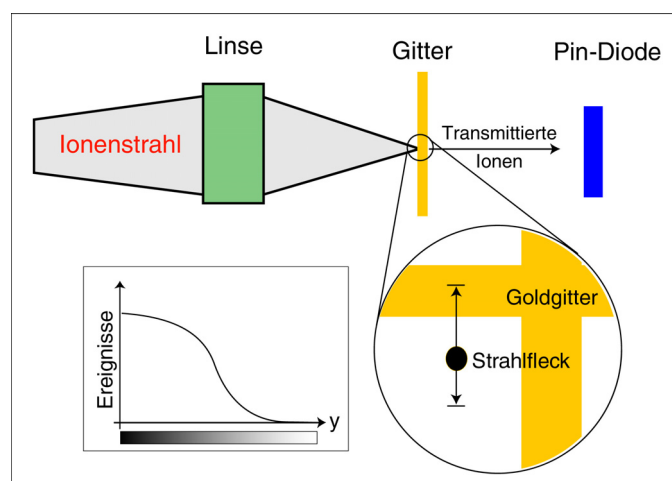 Linse
Gitter
Pin-Diode
Ionenstrahl
Transmittierte
Ionen
Goldgitter
Strahlfleck
Ereignisse
y